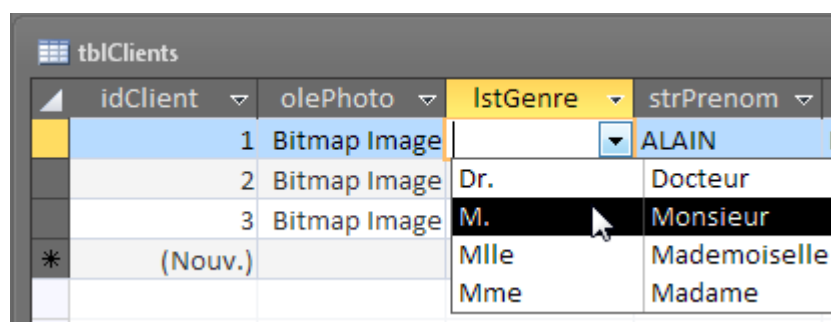 tblClients
idClient olePhoto lstGenre strPrenom
1 Bitmap Image ALAIN
2 Bitmap Image Dr. Docteur
3 Bitmap Image M. Monsieur
(Nouv.) Mlle Mademoiselle
Mme Madame